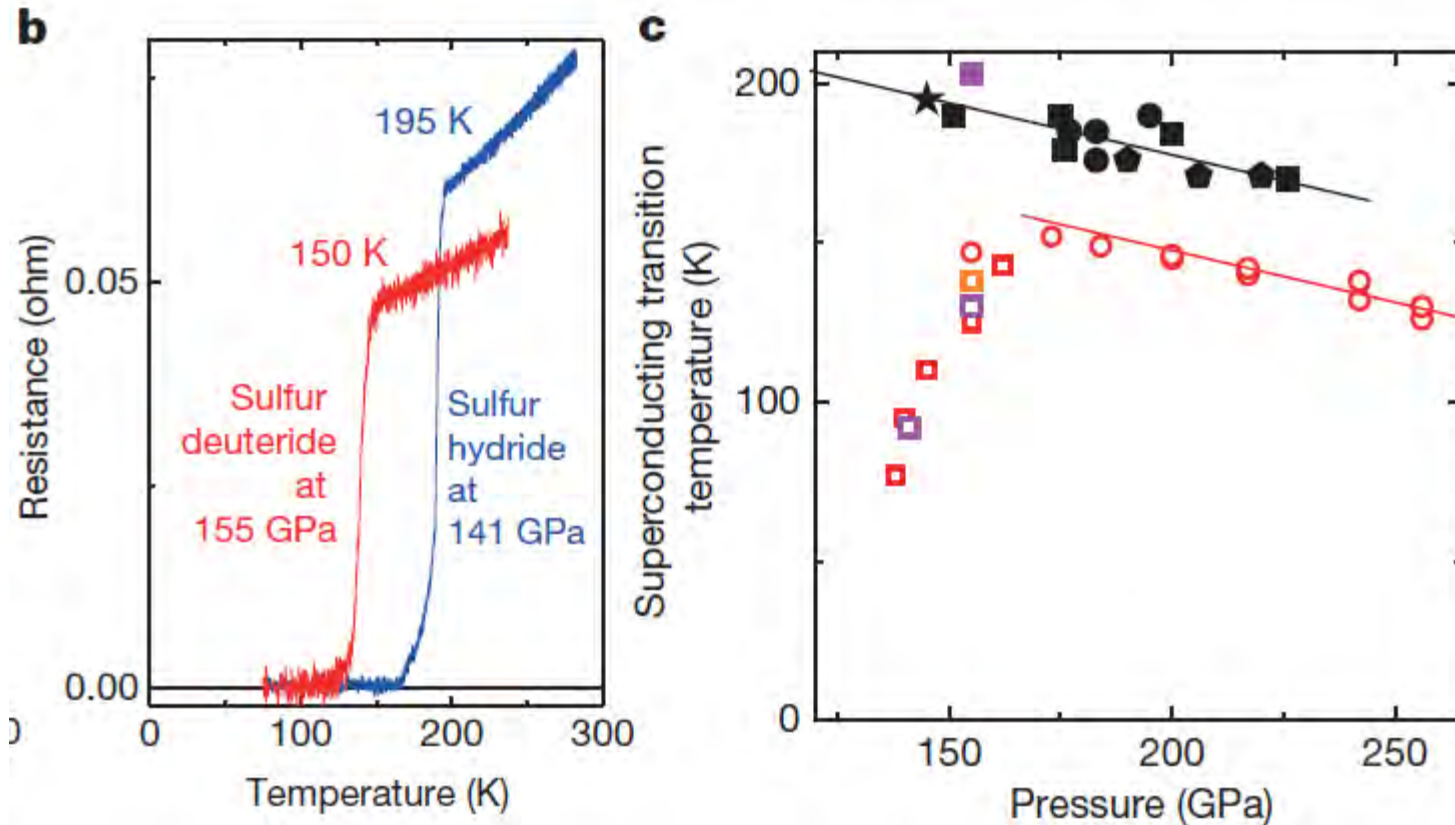 b
Resistance (ohm)
0.05
0.00
195 K
150 K
Sulfur
deuteride
at
155 GPa
Sulfur
hydride
at
141 GPa
0
100
200
300
Temperature (K)
c
Superconducting transition
temperature (K)
200
100
0
150
200
250
Pressure (GPa)